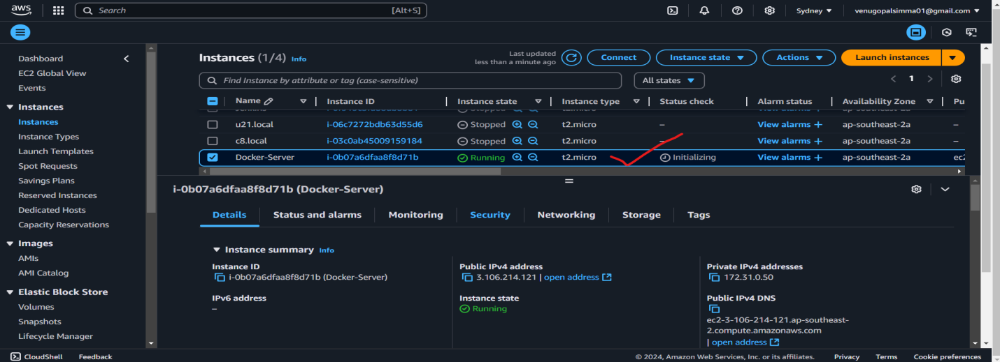 aws
Search [Alt+S]
Sydney venugopalsimma01@gmail.com
Dashboard
EC2 Global View
Events
Instances
Instances
Instance Types
Launch Templates
Spot Requests
Savings Plans
Reserved Instances
Dedicated Hosts
Capacity Reservations
Images
AMIs
AMI Catalog
Elastic Block Store
Volumes
Snapshots
Lifecycle Manager
Instances (1/4) Info
Last updated
less than a minute ago
Connect Instance state Actions Launch instances
Find Instance by attribute or tag (case-sensitive) All states 1
Name Instance ID Instance state Instance type Status check Alarm status Availability Zone Pu
Stopped t2.micro View alarms + ap-southeast-2a
u21.local i-06c7272bdb63d55d6 Stopped t2.micro – View alarms + ap-southeast-2a –
c8.local i-03c0ab45009159184 Stopped t2.micro – View alarms + ap-southeast-2a –
Docker-Server i-0b07a6dfaa8f8d71b Running t2.micro Initializing View alarms + ap-southeast-2a ec2
i-0b07a6dfaa8f8d71b (Docker-Server)
Details Status and alarms Monitoring Security Networking Storage Tags
Instance summary Info
Instance ID
i-0b07a6dfaa8f8d71b (Docker-Server)
IPv6 address
–
Public IPv4 address
3.106.214.121 | open address
Instance state
Running
Private IPv4 addresses
172.31.0.50
Public IPv4 DNS
ec2-3-106-214-121.ap-southeast-
2.compute.amazonaws.com
| open address
CloudShell Feedback © 2024, Amazon Web Services, Inc. or its affiliates. Privacy Terms Cookie preferences